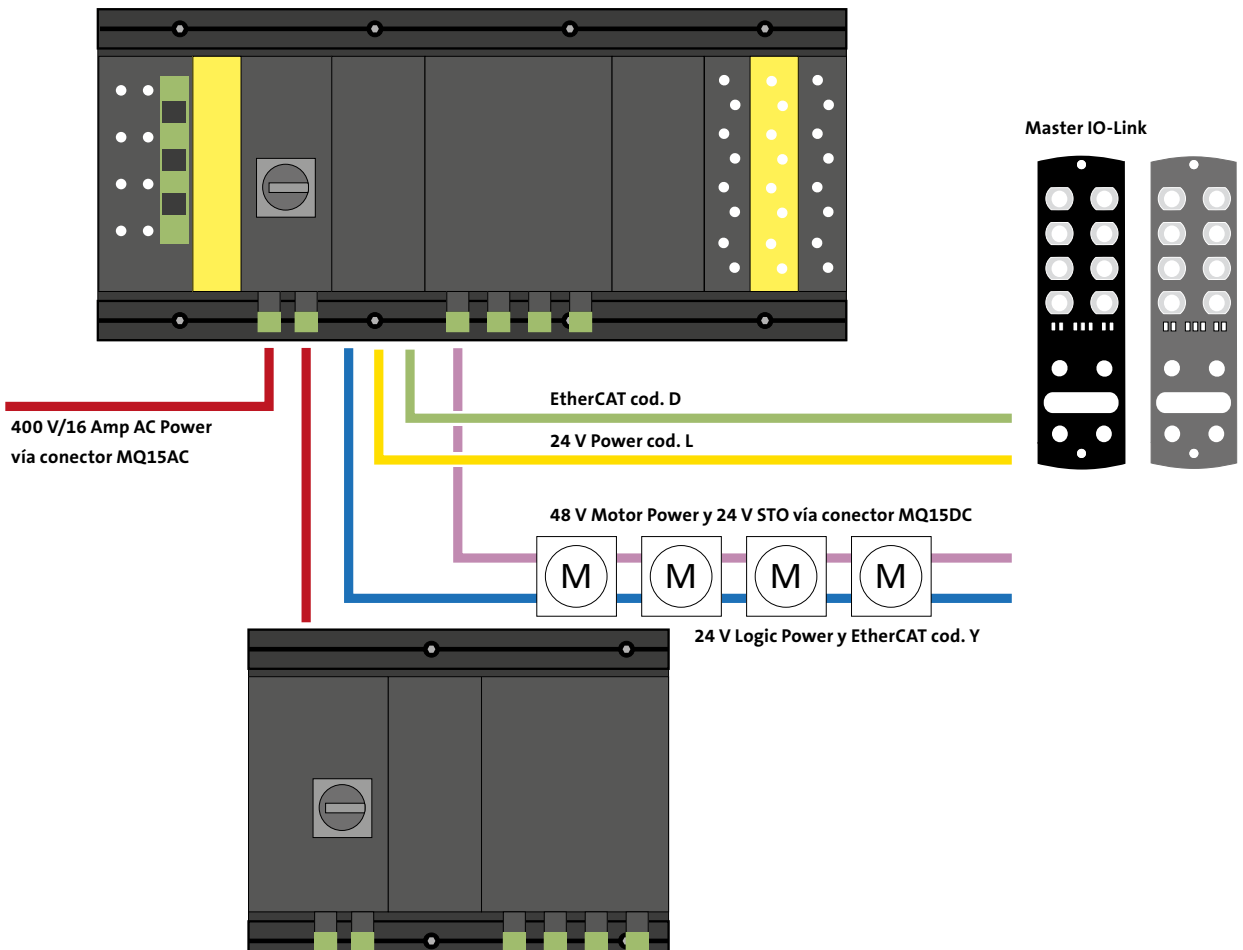 Master IO-Link
EtherCAT cod. D
400 V/16 Amp AC Power
vía conector MQ15AC
24 V Power cod. L
48 V Motor Power y 24 V STO vía conector MQ15DC
M
M
M
M
24 V Logic Power y EtherCAT cod. Y